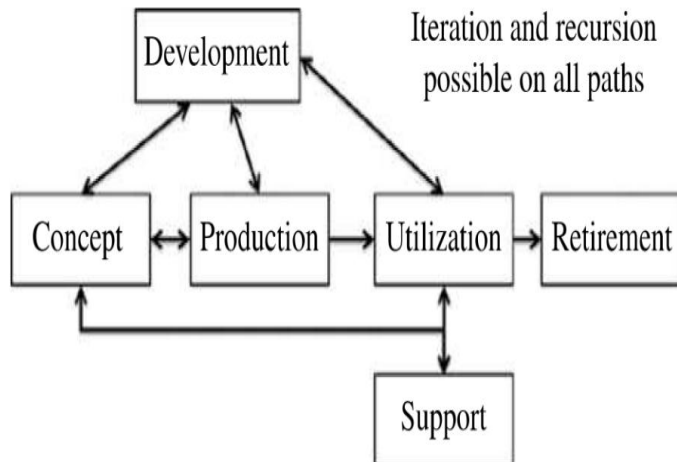 Development
Iteration and recursion
possible on all paths
Concept
Production
Utilization
Retirement
Support